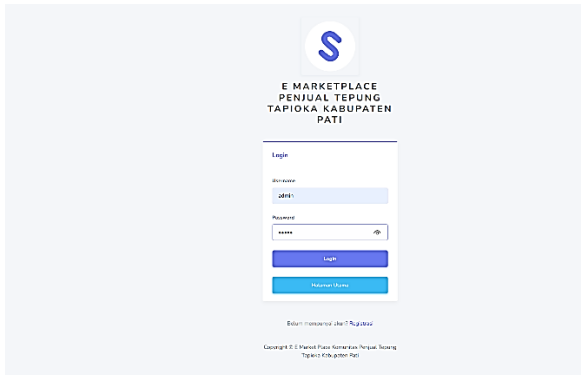 S
E MARKETPLACE
PENJUAL TEPUNG
TAPIOKA KABUPATEN
PATI
Login
Username
admin
Password
•••••
Login
Halaman Utama
Belum mempunyai akun? Registrasi
Copyright © E Market Place Komunitas Penjual Tepung
Tapioka Kabupaten Pati